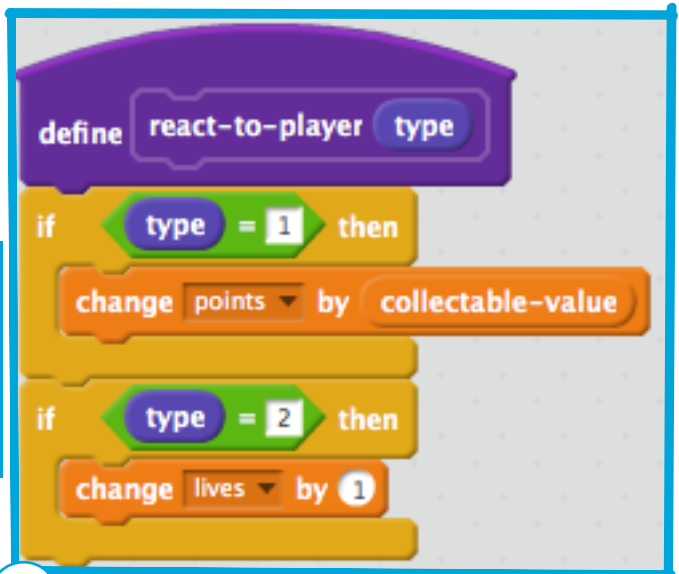 define react-to-player type
if type = 1 then
change points by collectable-value
if type = 2 then
change lives by 1